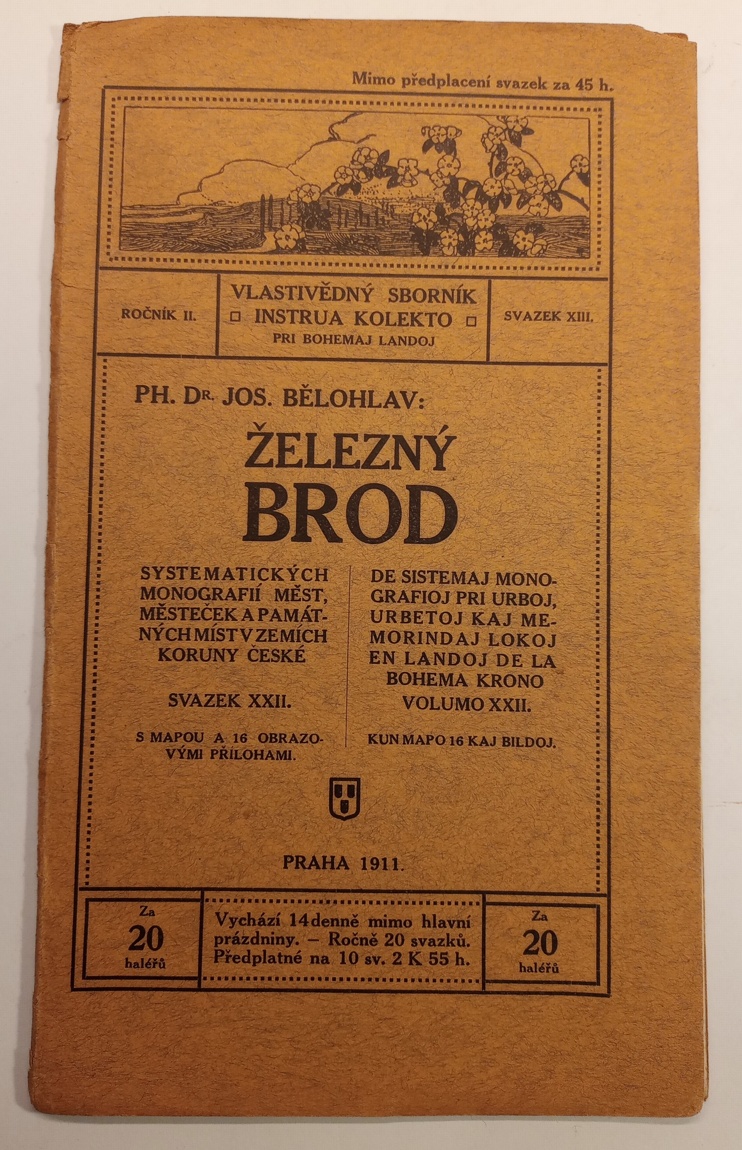 Mimo předplacení svazek za 45 h.
ROČNÍK II.
VLASTIVĚDNÝ SBORNÍK
INSTRUA KOLEKTO
PRI BOHEMAJ LANDOJ
SVAZEK XIII.
PH. DR. JOS. BĚLOHLAV:
ŽELEZNÝ
BROD
SYSTEMATICKÝCH
MONOGRAFIÍ MĚST,
MĚSTEČEK A PAMÁT-
NÝCH MÍST V ZEMÍCH
KORUNY ČESKÉ
SVAZEK XXII.
S MAPOU A 16 OBRAZO-
VÝMI PŘÍLOHAMI.
DE SISTEMAJ MONO-
GRAFIOJ PRI URBOJ,
URBETOJ KAJ ME-
MORINDAJ LOKOJ
EN LANDOJ DE LA
BOHEMA KRONO
VOLUMO XXII.
KUN MAPO 16 KAJ BILDOJ.
PRAHA 1911.
Za
20
haléřů
Vychází 14denně mimo hlavní
prázdniny. — Ročně 20 svazků.
Předplatné na 10 sv. 2 K 55 h.
Za
20
haléřů